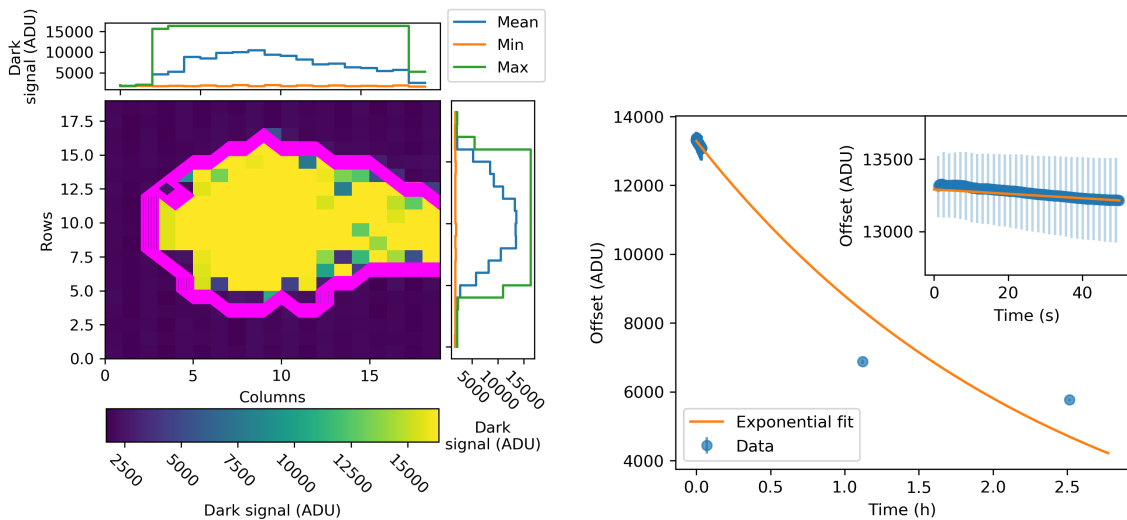 15000
10000
5000
Dark
signal (ADU)
Mean
Min
Max
17.5
15.0
12.5
10.0
7.5
5.0
2.5
0.0
Rows
0
5
10
15
Columns
5000
10000
15000
Dark
signal (ADU)
2500
5000
7500
10000
12500
15000
Dark signal (ADU)
14000
12000
10000
8000
6000
4000
Offset (ADU)
0.0
0.5
1.0
1.5
2.0
2.5
Time (h)
Exponential fit
Data
13500
13000
Offset (ADU)
0
20
40
Time (s)